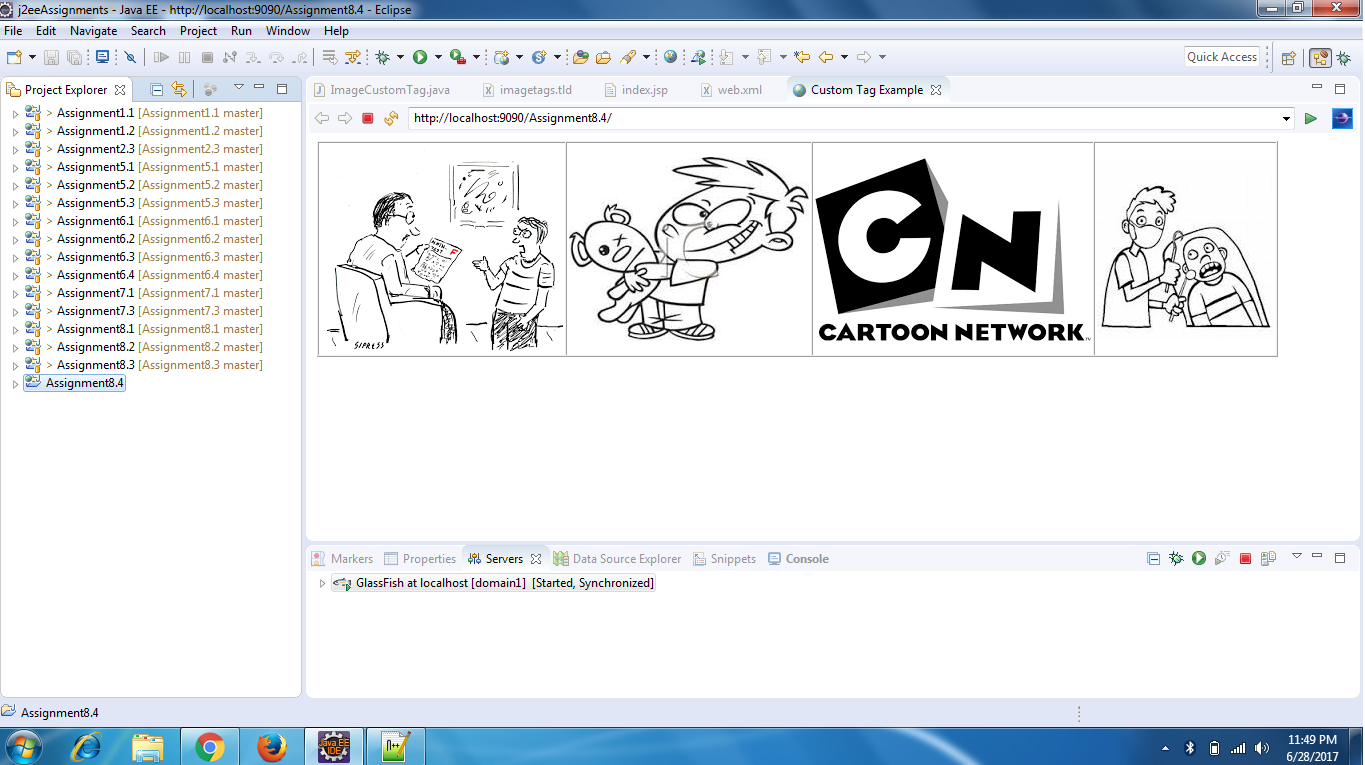 j2eeAssignments - Java EE - http://localhost:9090/Assignment8.4/ - Eclipse
File Edit Navigate Search Project Run Window Help
Quick Access
Project Explorer
ImageCustomTag.java
imagetags.tld
index.jsp
web.xml
Custom Tag Example
http://localhost:9090/Assignment8.4/
> Assignment1.1 [Assignment1.1 master]
> Assignment1.2 [Assignment1.2 master]
> Assignment2.3 [Assignment2.3 master]
> Assignment5.1 [Assignment5.1 master]
> Assignment5.2 [Assignment5.2 master]
> Assignment5.3 [Assignment5.3 master]
> Assignment6.1 [Assignment6.1 master]
> Assignment6.2 [Assignment6.2 master]
> Assignment6.3 [Assignment6.3 master]
> Assignment6.4 [Assignment6.4 master]
> Assignment7.1 [Assignment7.1 master]
> Assignment7.3 [Assignment7.3 master]
> Assignment8.1 [Assignment8.1 master]
> Assignment8.2 [Assignment8.2 master]
> Assignment8.3 [Assignment8.3 master]
Assignment8.4
F
SIPRESS
CN
CARTOON NETWORK
Markers
Properties
Servers
Data Source Explorer
Snippets
Console
GlassFish at localhost [domain1] [Started, Synchronized]
Assignment8.4
Java EE
IDE
11:49 PM
6/28/2017